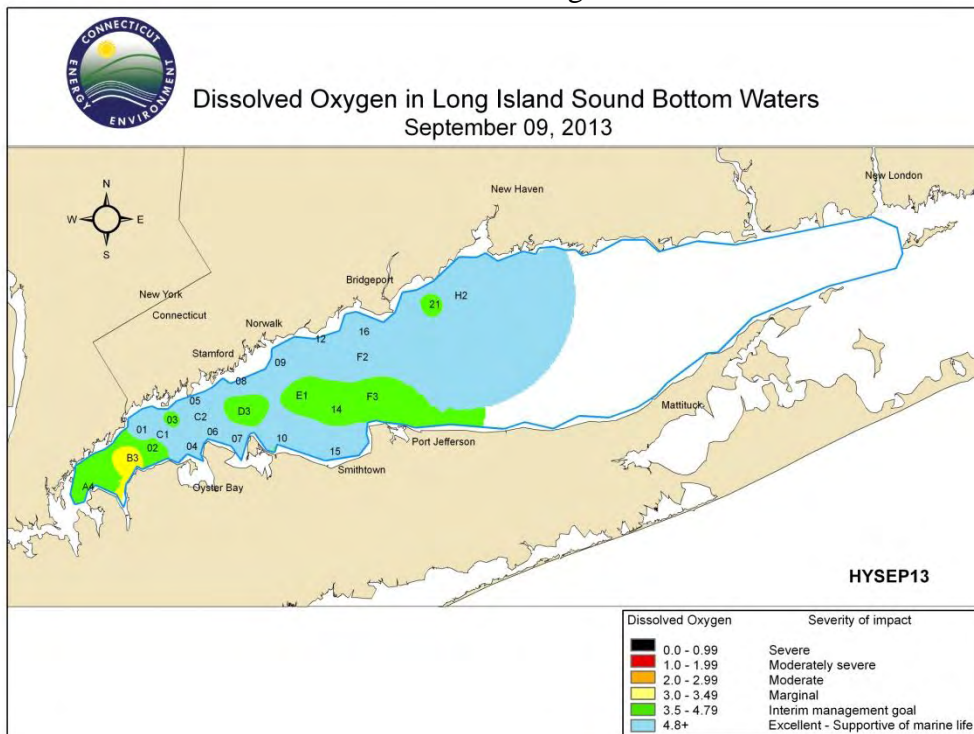 CONNECTICUT
ENERGY
ENVIRONMENT
Dissolved Oxygen in Long Island Sound Bottom Waters
September 09, 2013
N
W
E
S
New London
New Haven
Bridgeport
New York
Connecticut
Norwalk
Stamford
21
H2
16
12
F2
09
08
05
E1
F3
14
D3
C2
03
01
C1
02
06
04
07
10
15
B3
A4
Mattituck
Port Jefferson
Smithtown
Oyster Bay
HYSEP13
Dissolved Oxygen Severity of impact
0.0 - 0.99 Severe
1.0 - 1.99 Moderately severe
2.0 - 2.99 Moderate
3.0 - 3.49 Marginal
3.5 - 4.79 Interim management goal
4.8+ Excellent - Supportive of marine life